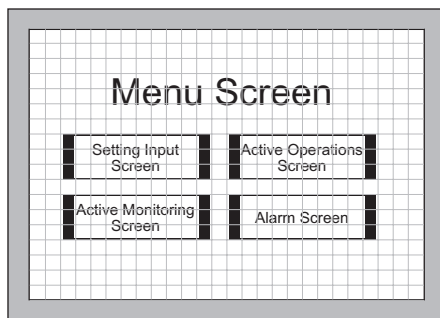 Menu Screen
Setting Input
Screen
Active Operations
Screen
Active Monitoring
Screen
Alarm Screen